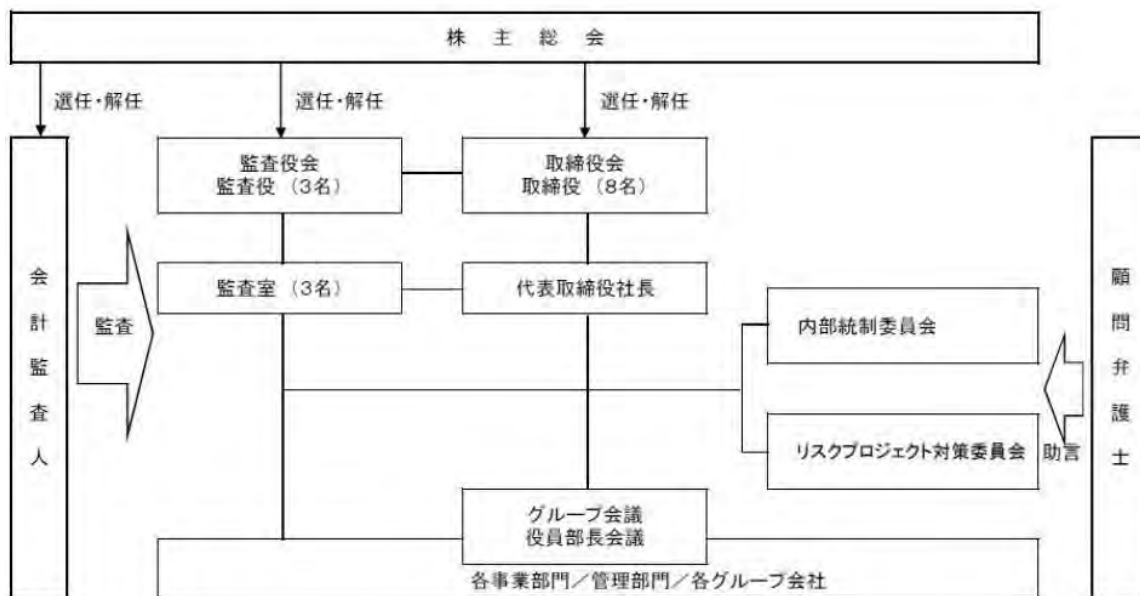 株主総会
選任・解任
選任・解任
選任・解任
監査役会
監査役（3名）
取締役会
取締役（8名）
会計監査人
監査
監査室（3名）
代表取締役社長
内部統制委員会
リスクプロジェクト対策委員会
助言
顧問弁護士
グループ会議
役員部長会議
各事業部門／管理部門／各グループ会社